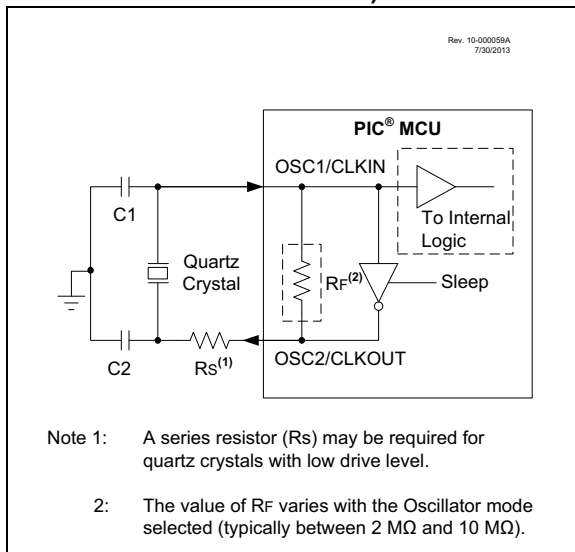 Rev. 10-000059A
7/30/2013
PIC® MCU
OSC1/CLKIN
C1
To Internal
Logic
Quartz
Crystal
RF(2)
Sleep
C2
RS(1)
OSC2/CLKOUT
Note 1: A series resistor (RS) may be required for
quartz crystals with low drive level.
2: The value of RF varies with the Oscillator mode
selected (typically between 2 MΩ and 10 MΩ).